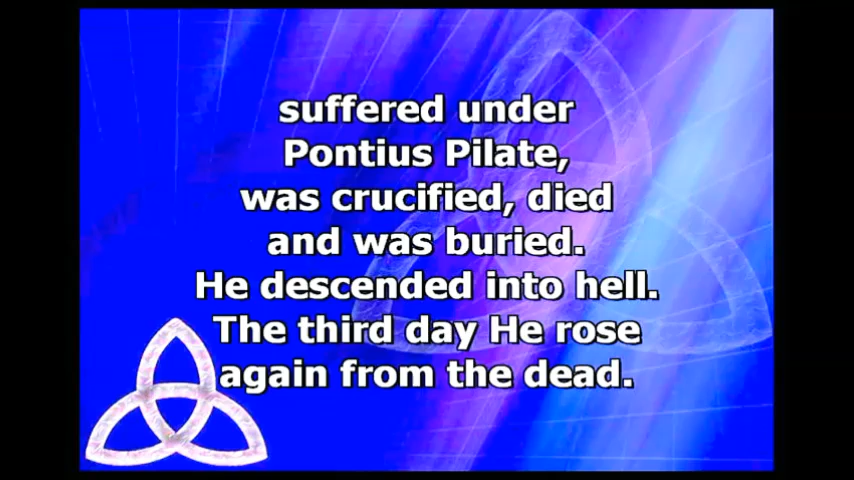 suffered under
Pontius Pilate,
was crucified, died
and was buried.
He descended into hell.
The third day He rose
again from the dead.